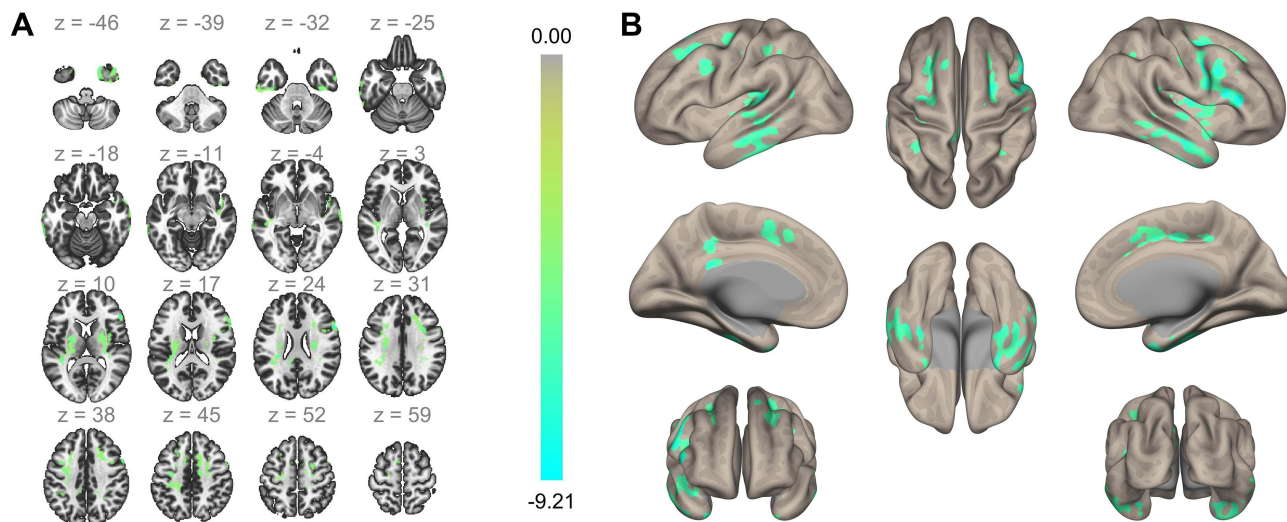 A
z = -46 z = -39 z = -32 z = -25
z = -18 z = -11 z = -4 z = 3
z = 10 z = 17 z = 24 z = 31
z = 38 z = 45 z = 52 z = 59
0.00
-9.21
B